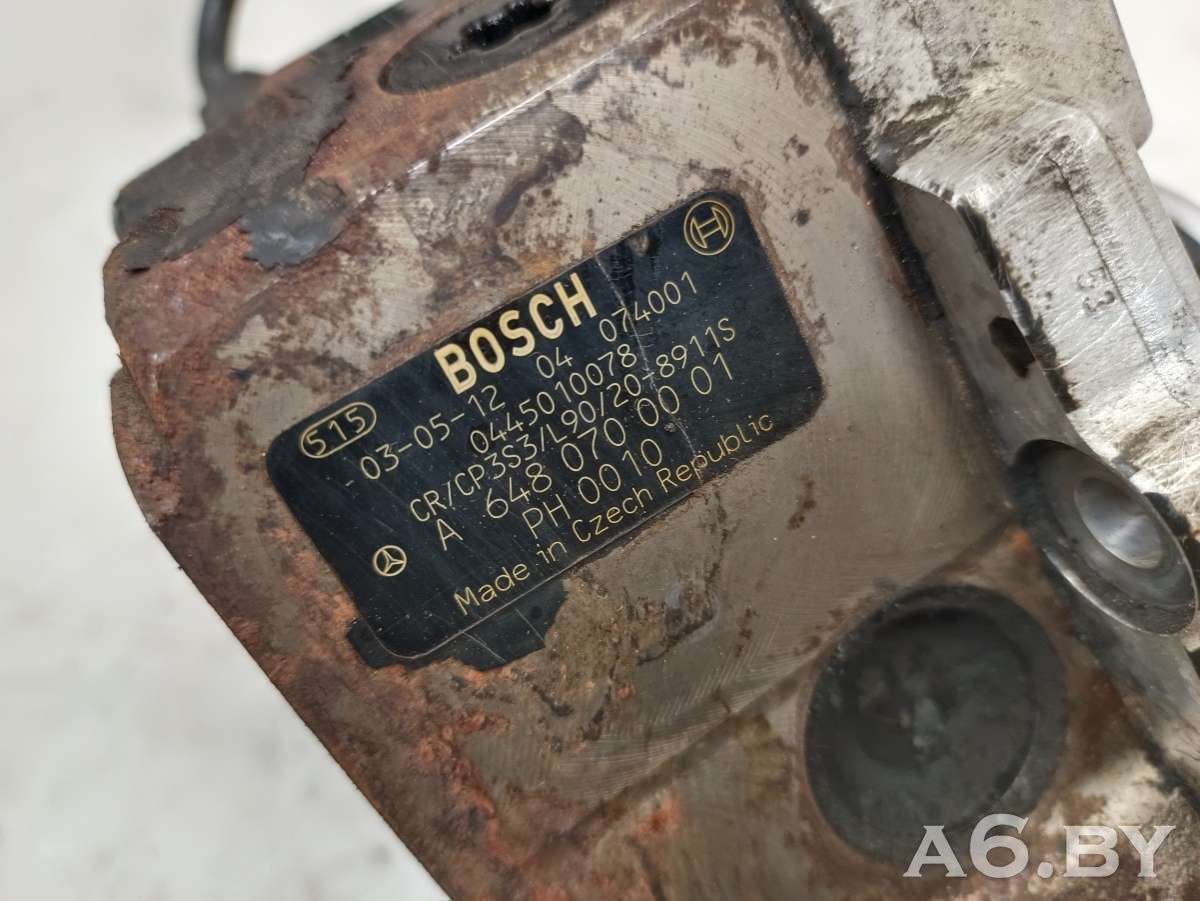 BOSCH
515 03-05-12 04 074001
0445010078
CR/CP3S3/L90/20-8911S
A 648 070 00 01
PH 0010
Made in Czech Republic
G3
A6.BY